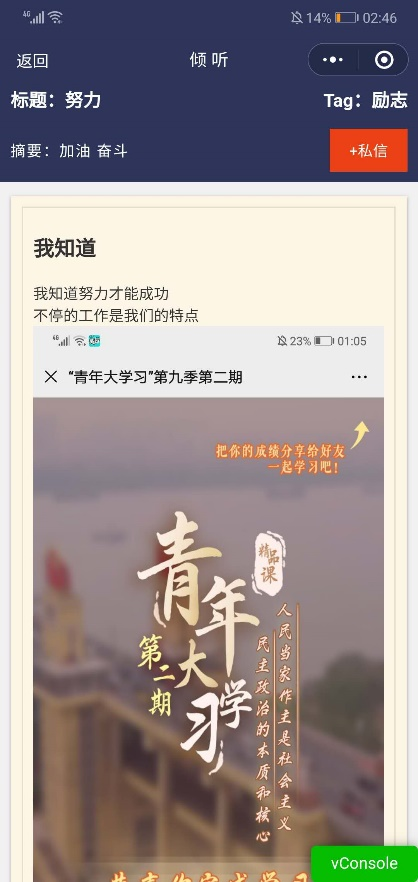 4G 14% 02:46
返回 倾听
标题：努力 Tag：励志
摘要：加油 奋斗 +私信
我知道
我知道努力才能成功
不停的工作是我们的特点
23% 01:05
“青年大学习”第九季第二期
把你的成绩分享给好友
一起学习吧！
青年大学习
精品课
第二期
人民当家作主是社会主义
民主政治的本质和核心
vConsole